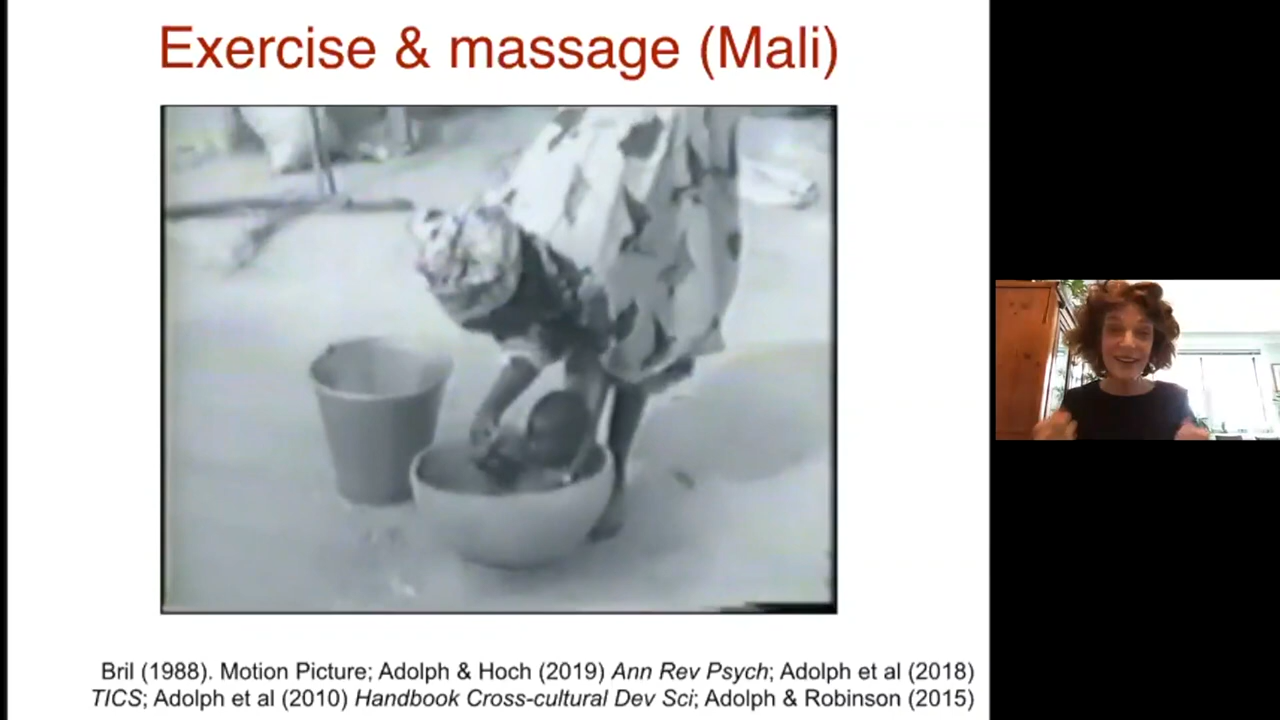 Exercise & massage (Mali)
Bril (1988). Motion Picture; Adolph & Hoch (2019) Ann Rev Psych; Adolph et al (2018)
TICS; Adolph et al (2010) Handbook Cross-cultural Dev Sci; Adolph & Robinson (2015)